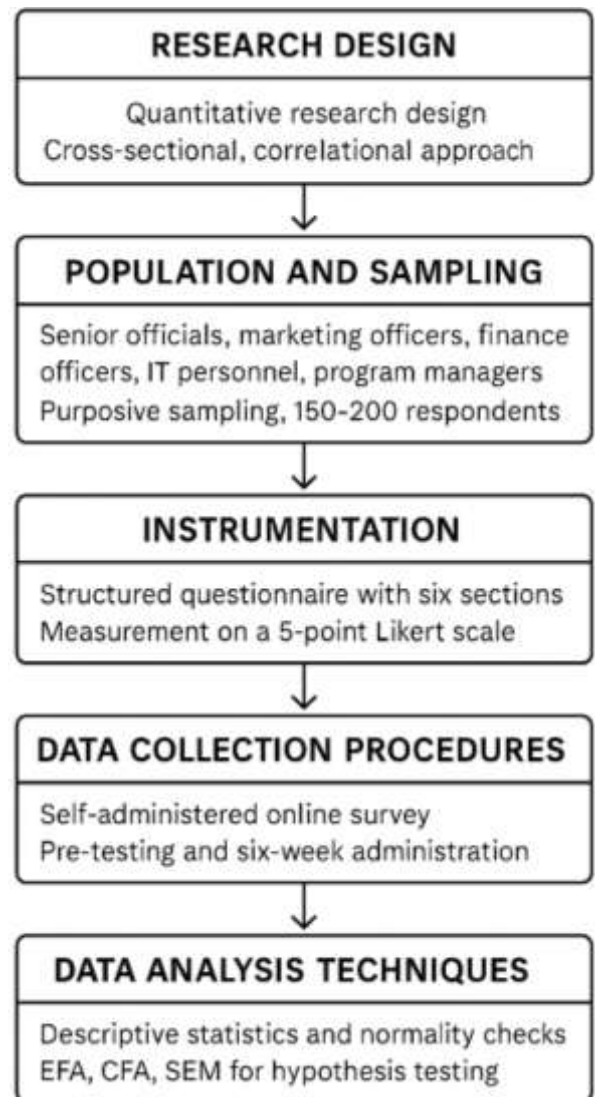 RESEARCH DESIGN
Quantitative research design
Cross-sectional, correlational approach
POPULATION AND SAMPLING
Senior officials, marketing officers, finance
officers, IT personnel, program managers
Purposive sampling, 150-200 respondents
INSTRUMENTATION
Structured questionnaire with six sections
Measurement on a 5-point Likert scale
DATA COLLECTION PROCEDURES
Self-administered online survey
Pre-testing and six-week administration
DATA ANALYSIS TECHNIQUES
Descriptive statistics and normality checks
EFA, CFA, SEM for hypothesis testing